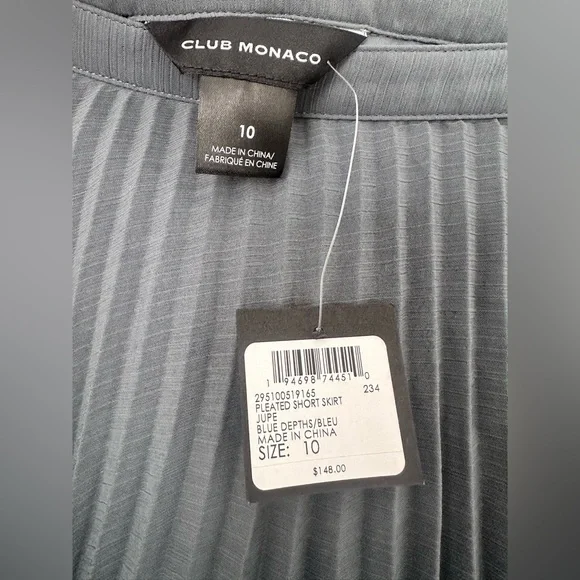 CLUB MONACO
10
MADE IN CHINA/
FABRIQUÉ EN CHINE
1 94698 74451 0
295100519165 234
PLEATED SHORT SKIRT
JUPE
BLUE DEPTHS/BLEU
MADE IN CHINA
SIZE: 10
$148.00